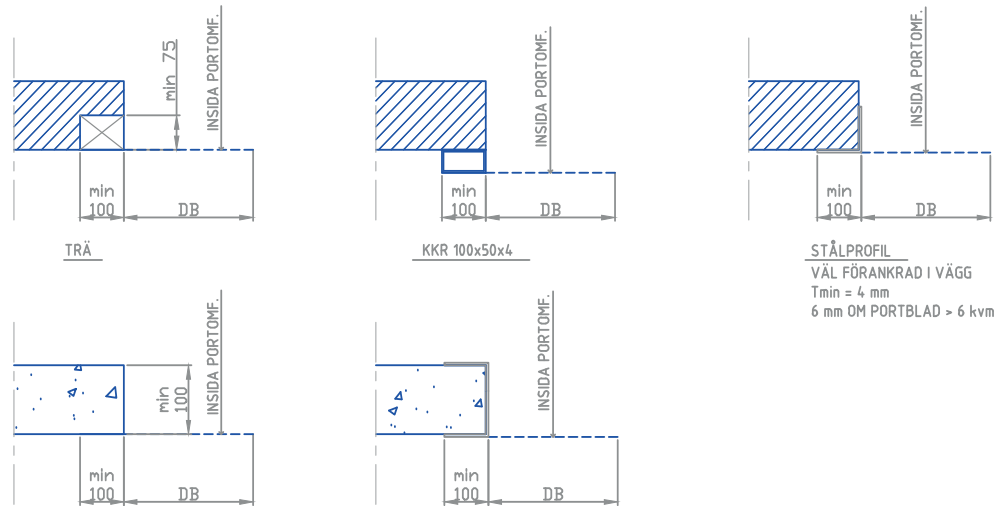 min 75
INSIDA PORTOMF.
min
100
DB
TRÄ
INSIDA PORTOMF.
min
100
DB
KKR 100x50x4
INSIDA PORTOMF.
min
100
DB
STÅLPROFIL
VÄL FÖRANKRAD I VÄGG
Tmin = 4 mm
6 mm OM PORTBLAD > 6 kvm
min
100
INSIDA PORTOMF.
min
100
DB
INSIDA PORTOMF.
min
100
DB